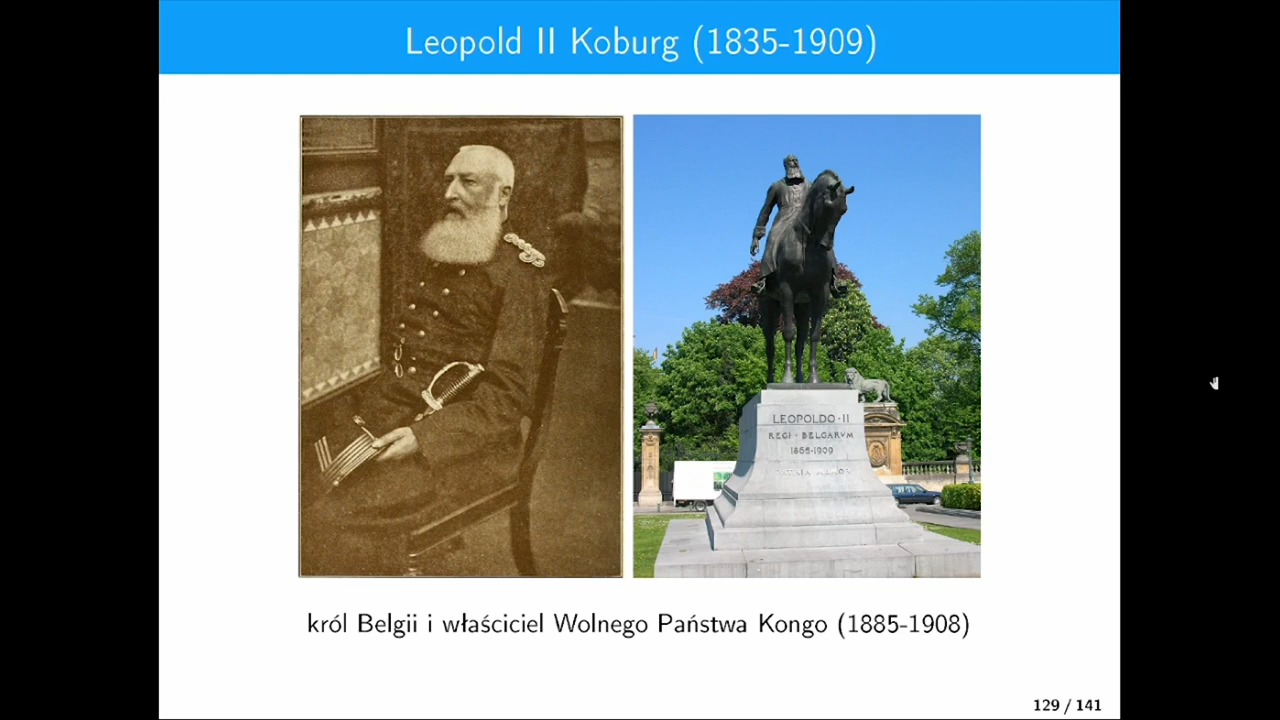 Leopold II Koburg (1835-1909)
LEOPOLDO·II
REGI·BELGARVM
1865-1909
król Belgii i właściciel Wolnego Państwa Kongo (1885-1908)
129 / 141